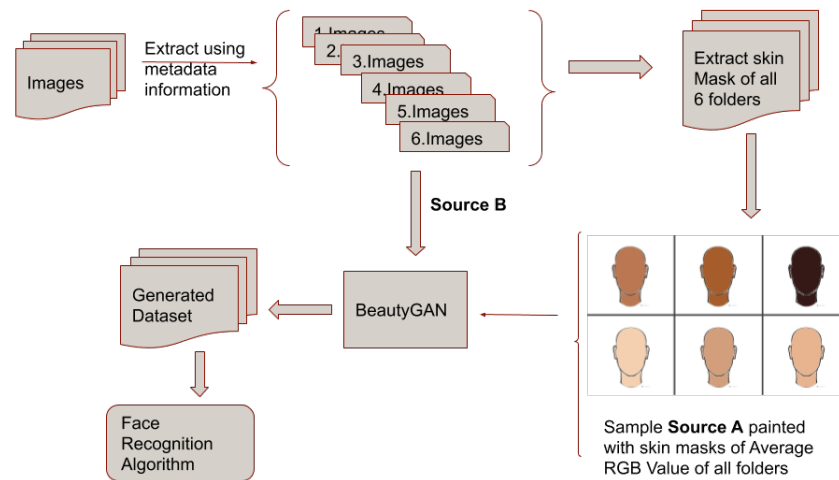 Images
Extract using
metadata
information
1.Images
2.
3.Images
4.Images
5.Images
6.Images
Extract skin
Mask of all
6 folders
Source B
Generated
Dataset
BeautyGAN
Face
Recognition
Algorithm
Sample Source A painted
with skin masks of Average
RGB Value of all folders